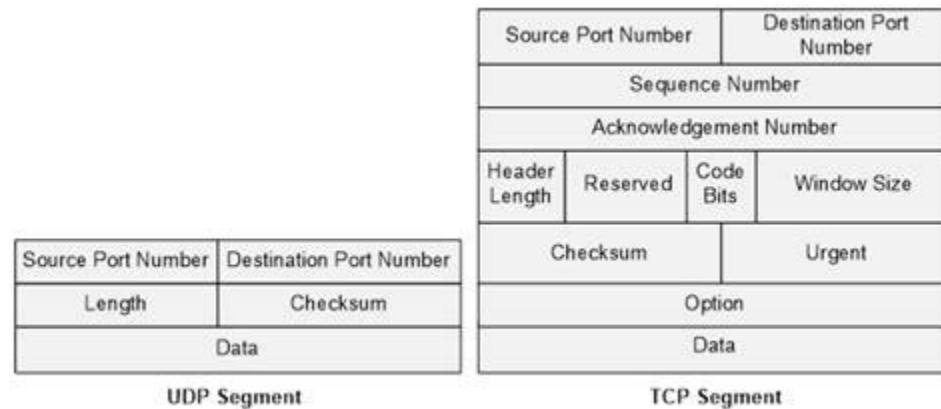 Source Port Number
Destination Port
Number
Sequence Number
Acknowledgement Number
Header
Length
Reserved
Code
Bits
Window Size
Checksum
Urgent
Option
Data
TCP Segment
Source Port Number
Destination Port Number
Length
Checksum
Data
UDP Segment